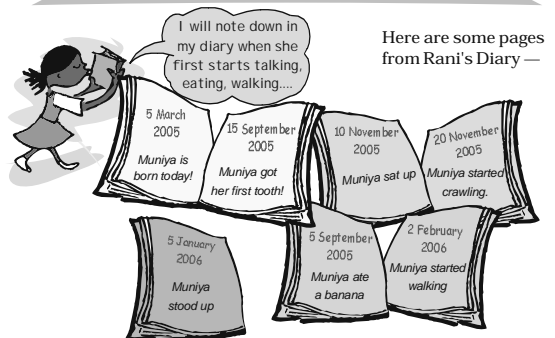 I will note down in
my diary when she
first starts talking,
eating, walking....
Here are some pages
from Rani's Diary —
5 March
2005
Muniya is
born today!
15 September
2005
Muniya got
her first tooth!
10 November
2005
Muniya sat up
20 November
2005
Muniya started
crawling.
5 January
2006
Muniya
stood up
5 September
2005
Muniya ate
a banana
2 February
2006
Muniya started
walking